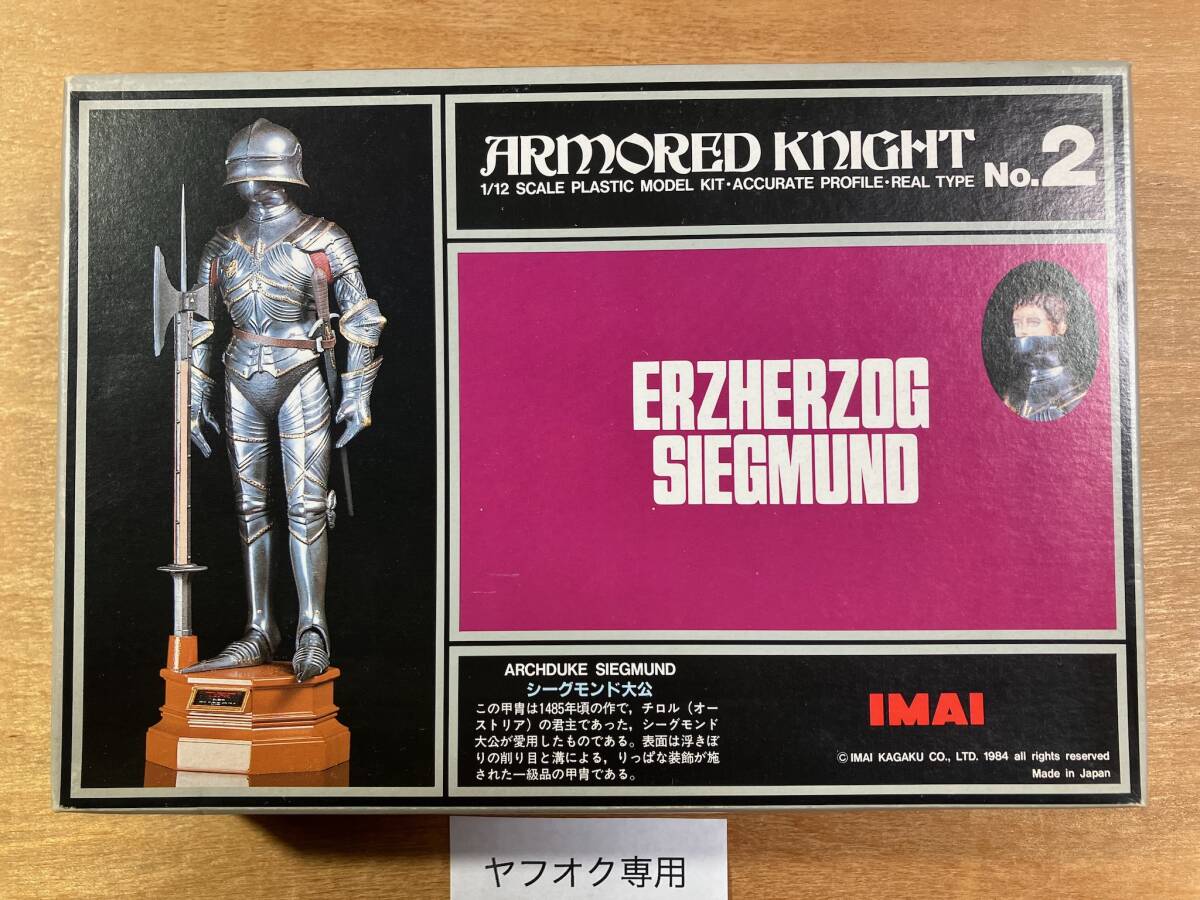 ARMORED KNIGHT No.2
1/12 SCALE PLASTIC MODEL KIT・ACCURATE PROFILE・REAL TYPE
ERZHERZOG
SIEGMUND
ARCHDUKE SIEGMUND
シーグモンド大公
この甲冑は1485年頃の作で，チロル（オー
ストリア）の君主であった，シーグモンド
大公が愛用したものである。表面は浮きぼ
りの削り目と溝による，りっぱな装飾が施
された一級品の甲冑である。
IMAI
© IMAI KAGAKU CO., LTD. 1984 all rights reserved
Made in Japan
ヤフオク専用